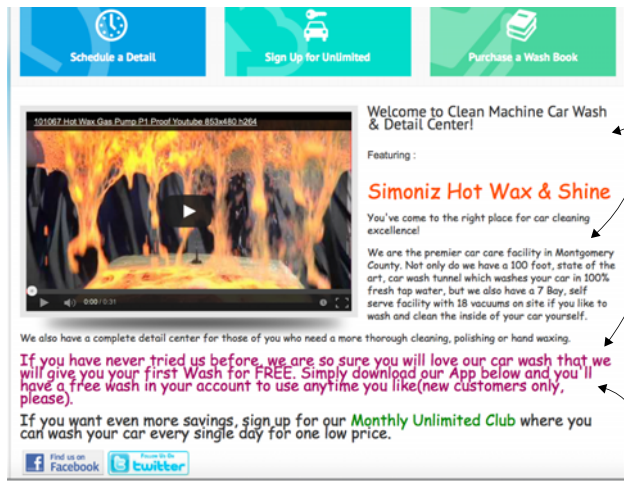 Schedule a Detail
Sign Up for Unlimited
Purchase a Wash Book
101067 Hot Wax Gas Pump P1 Proof Youtube 853x480 h264
0:00 / 0:31
Welcome to Clean Machine Car Wash
& Detail Center!
Featuring :
Simoniz Hot Wax & Shine
You've come to the right place for car cleaning
excellence!
We are the premier car care facility in Montgomery
County. Not only do we have a 100 foot, state of the
art, car wash tunnel which washes your car in 100%
fresh tap water, but we also have a 7 Bay, self
serve facility with 18 vacuums on site if you like to
wash and clean the inside of your car yourself.
We also have a complete detail center for those of you who need a more thorough cleaning, polishing or hand waxing.
If you have never tried us before, we are so sure you will love our car wash that we
will give you your first Wash for FREE. Simply download our App below and you'll
have a free wash in your account to use anytime you like(new customers only,
please).
If you want even more savings, sign up for our Monthly Unlimited Club where you
can wash your car every single day for one low price.
Find us on
Facebook
Follow Us On
twitter